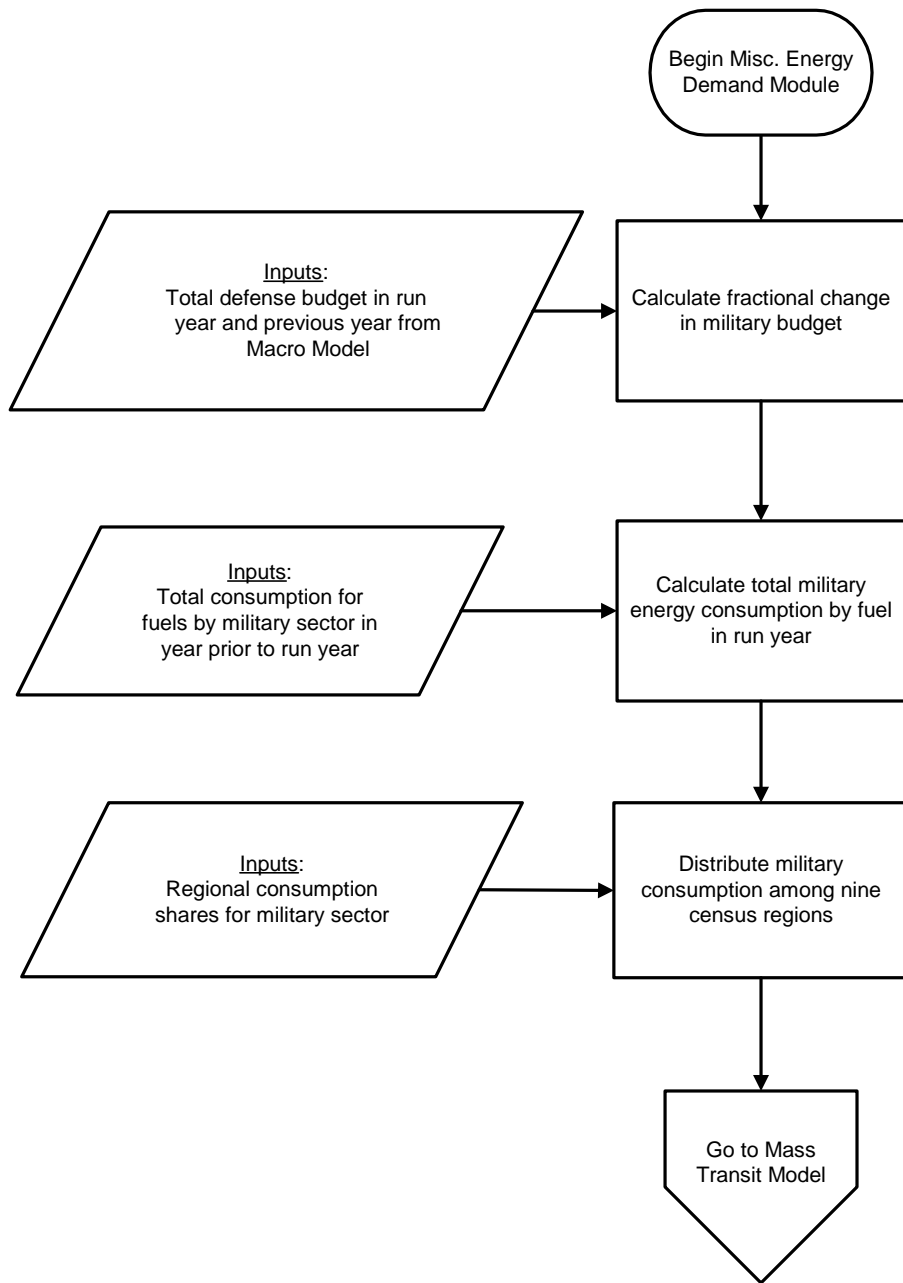 Begin Misc. Energy
Demand Module
Inputs:
Total defense budget in run
year and previous year from
Macro Model
Calculate fractional change
in military budget
Inputs:
Total consumption for
fuels by military sector in
year prior to run year
Calculate total military
energy consumption by fuel
in run year
Inputs:
Regional consumption
shares for military sector
Distribute military
consumption among nine
census regions
Go to Mass
Transit Model